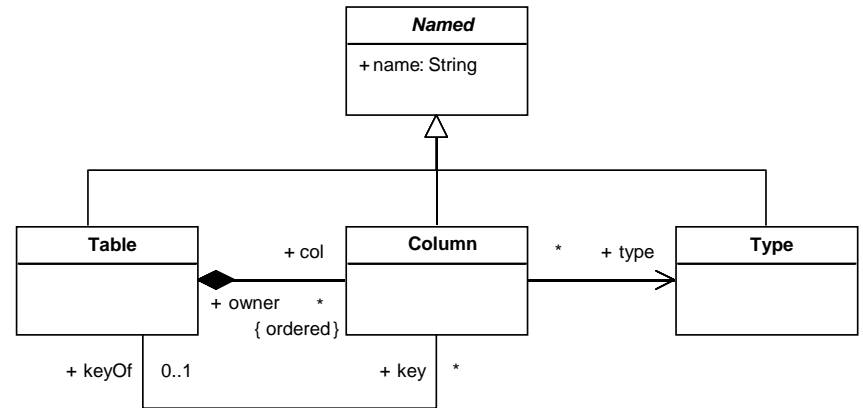 Named
+ name: String
Table
+ col
Column
*
+ type
Type
+ owner
*
{ ordered}
+ keyOf
0..1
+ key
*